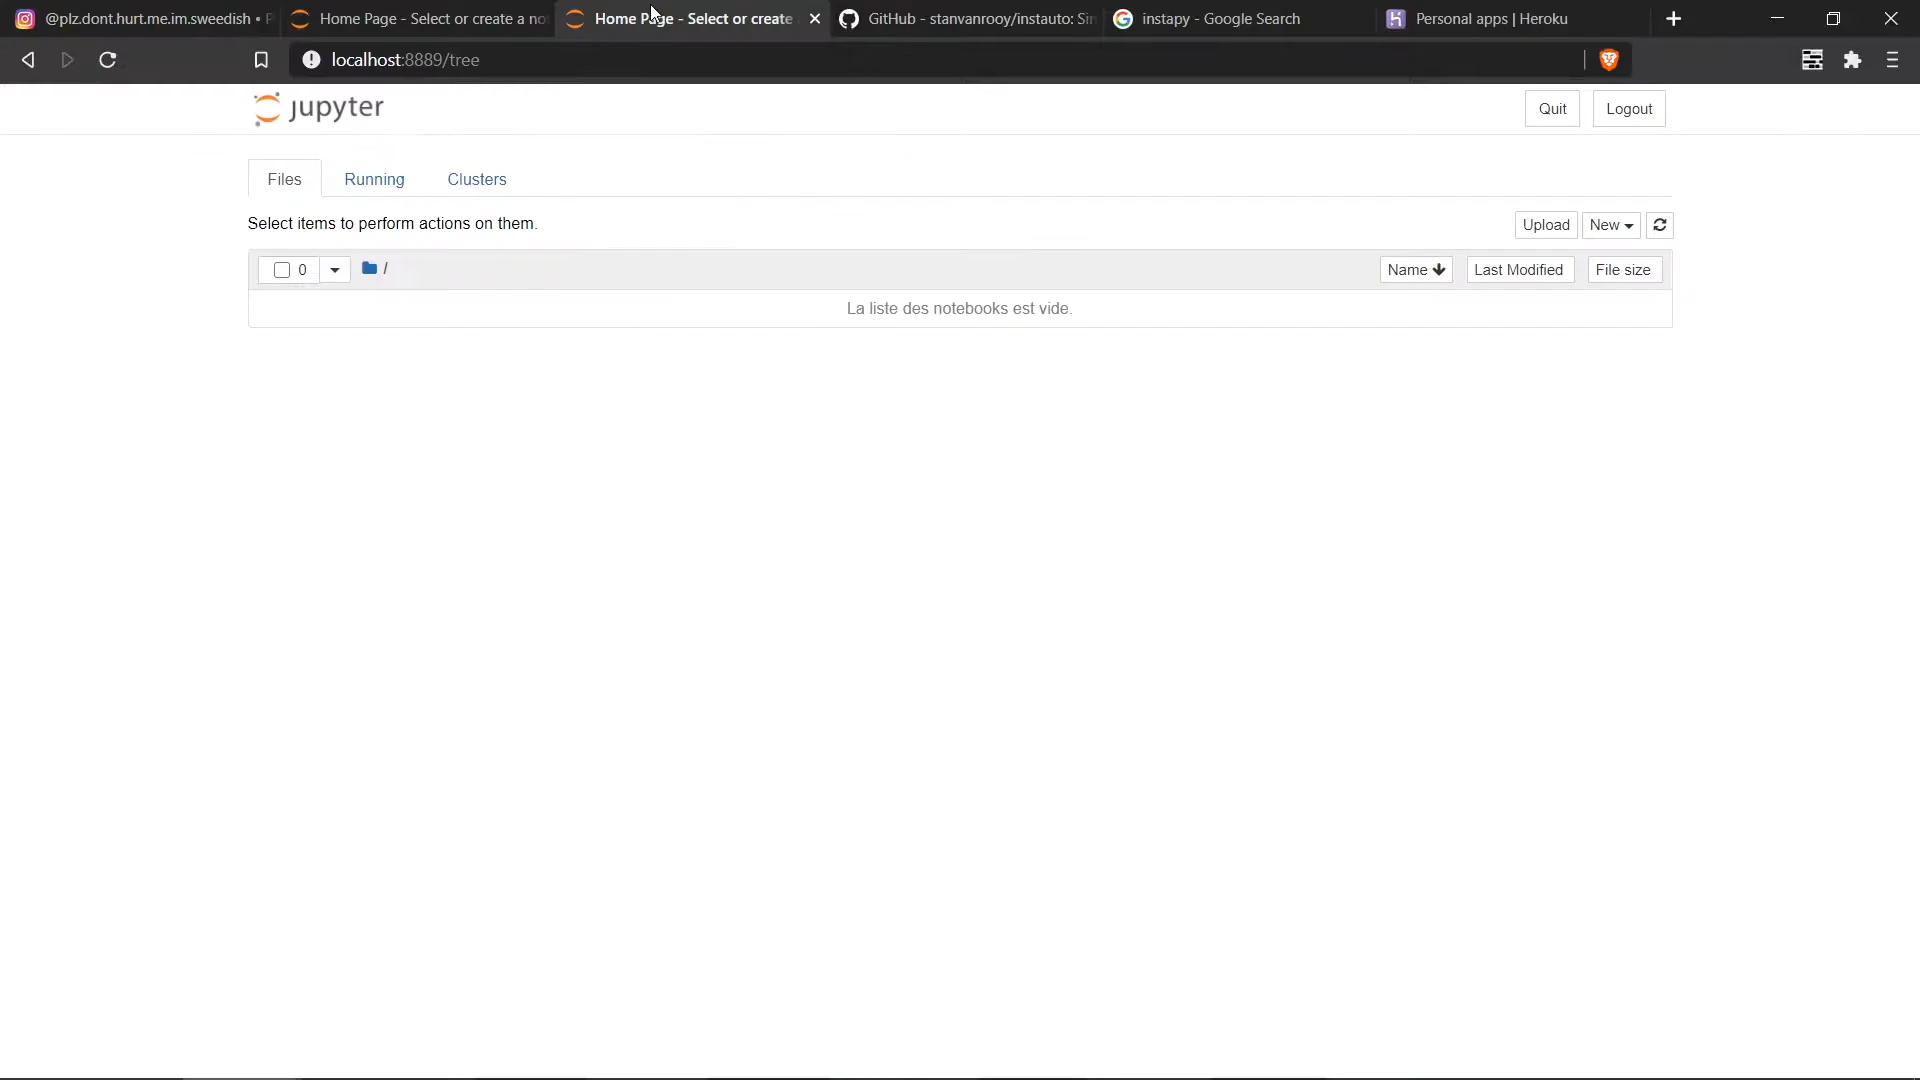 @plz.dont.hurt.me.im.sweedish • P
Home Page - Select or create a no
Home Page - Select or create
GitHub - stanvanrooy/instauto: Sim
instapy - Google Search
Personal apps | Heroku
localhost:8889/tree
jupyter
Quit
Logout
Files
Running
Clusters
Select items to perform actions on them.
Upload
New
0
/
Name
Last Modified
File size
La liste des notebooks est vide.